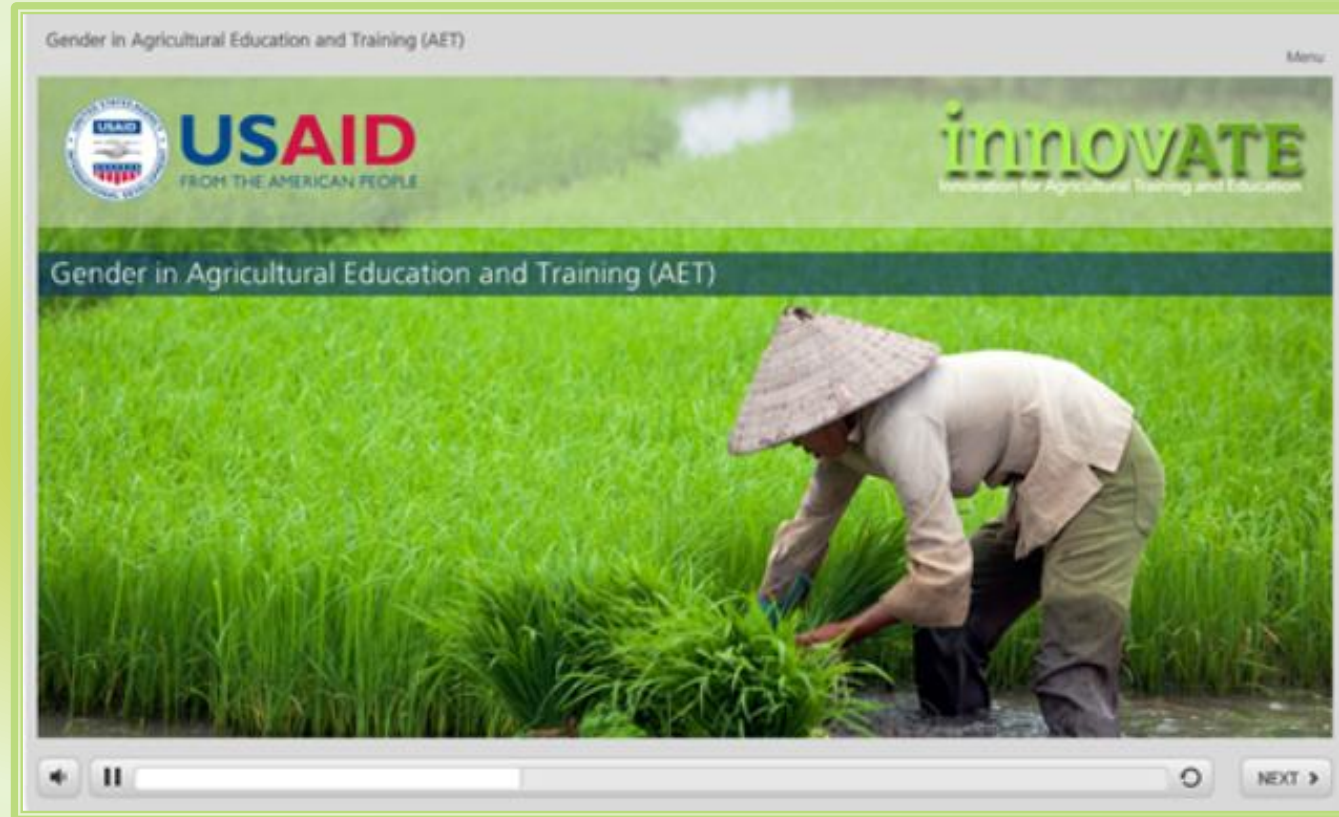 Gender in Agricultural Education and Training (AET)
Menu
USAID
USAID
FROM THE AMERICAN PEOPLE
innovATE
Innovation for Agricultural Training and Education
Gender in Agricultural Education and Training (AET)
NEXT >